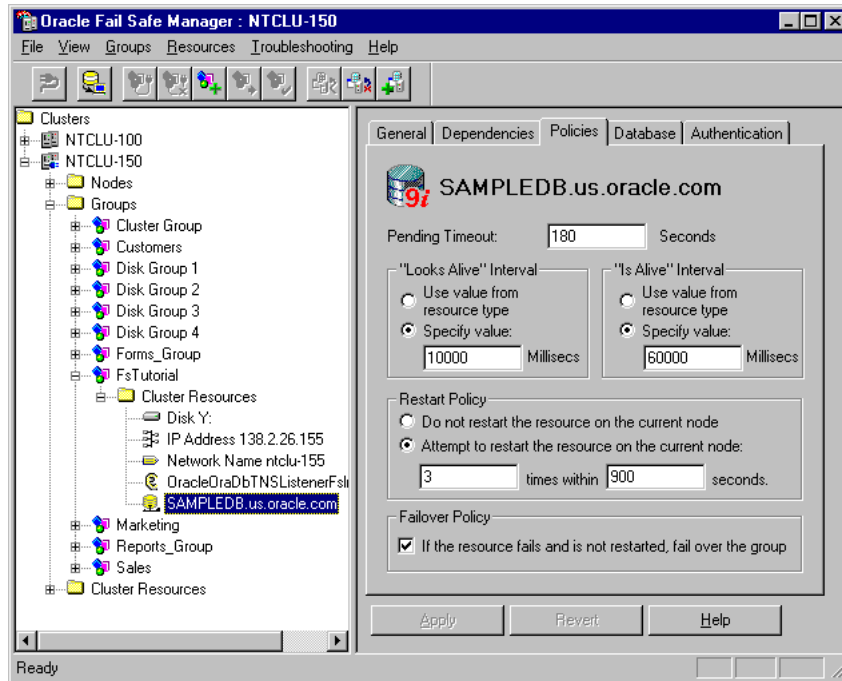 Oracle Fail Safe Manager : NTCLU-150
File View Groups Resources Troubleshooting Help
Clusters
NTCLU-100
NTCLU-150
Nodes
Groups
Cluster Group
Customers
Disk Group 1
Disk Group 2
Disk Group 3
Disk Group 4
Forms_Group
FsTutorial
Cluster Resources
Disk Y:
IP Address 138.2.26.155
Network Name ntclu-155
OracleOraDbTNSListenerFslr
SAMPLEDB.us.oracle.com
Marketing
Reports_Group
Sales
Cluster Resources
General Dependencies Policies Database Authentication
9i SAMPLEDB.us.oracle.com
Pending Timeout: 180 Seconds
"Looks Alive" Interval
Use value from
resource type
Specify value:
10000 Millisecs
"Is Alive" Interval
Use value from
resource type
Specify value:
60000 Millisecs
Restart Policy
Do not restart the resource on the current node
Attempt to restart the resource on the current node:
3 times within 900 seconds.
Failover Policy
If the resource fails and is not restarted, fail over the group
Apply Revert Help
Ready